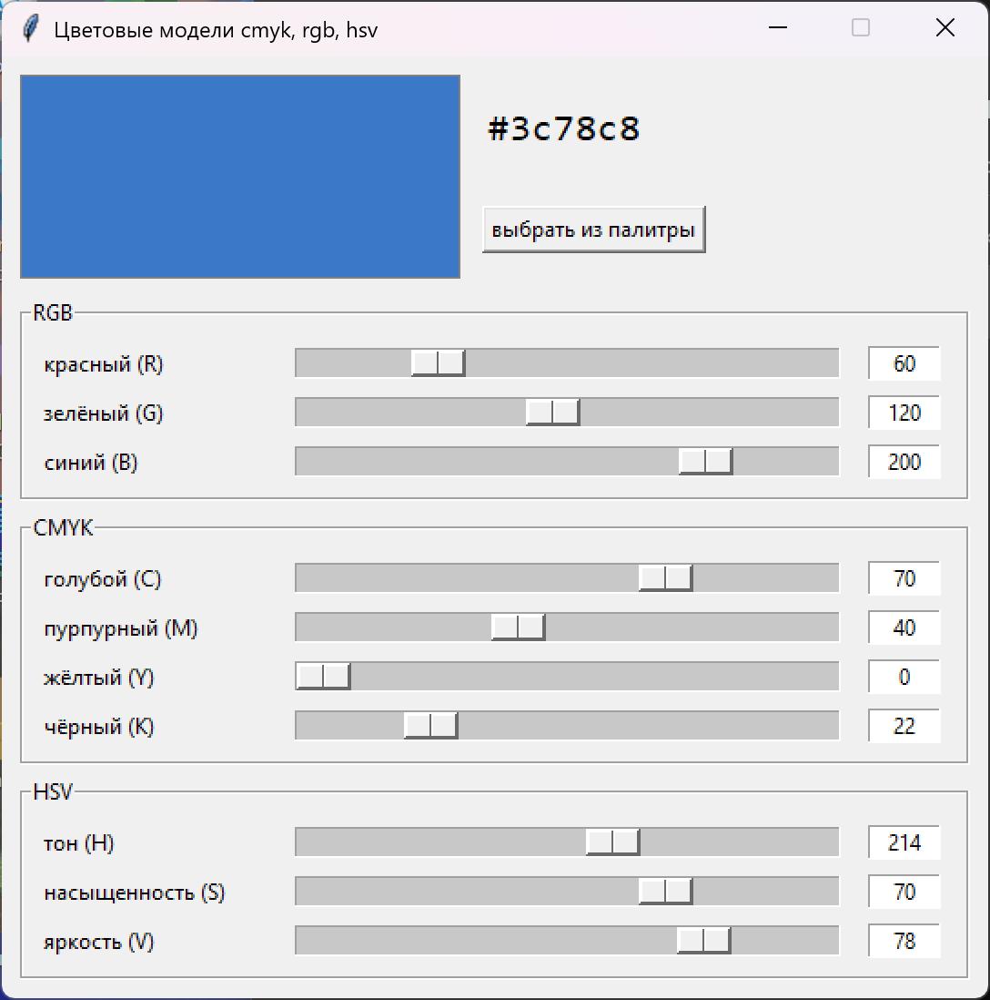 Цветовые модели cmyk, rgb, hsv
#3c78c8
выбрать из палитры
RGB
красный (R) 60
зелёный (G) 120
синий (B) 200
CMYK
голубой (C) 70
пурпурный (M) 40
жёлтый (Y) 0
чёрный (K) 22
HSV
тон (H) 214
насыщенность (S) 70
яркость (V) 78